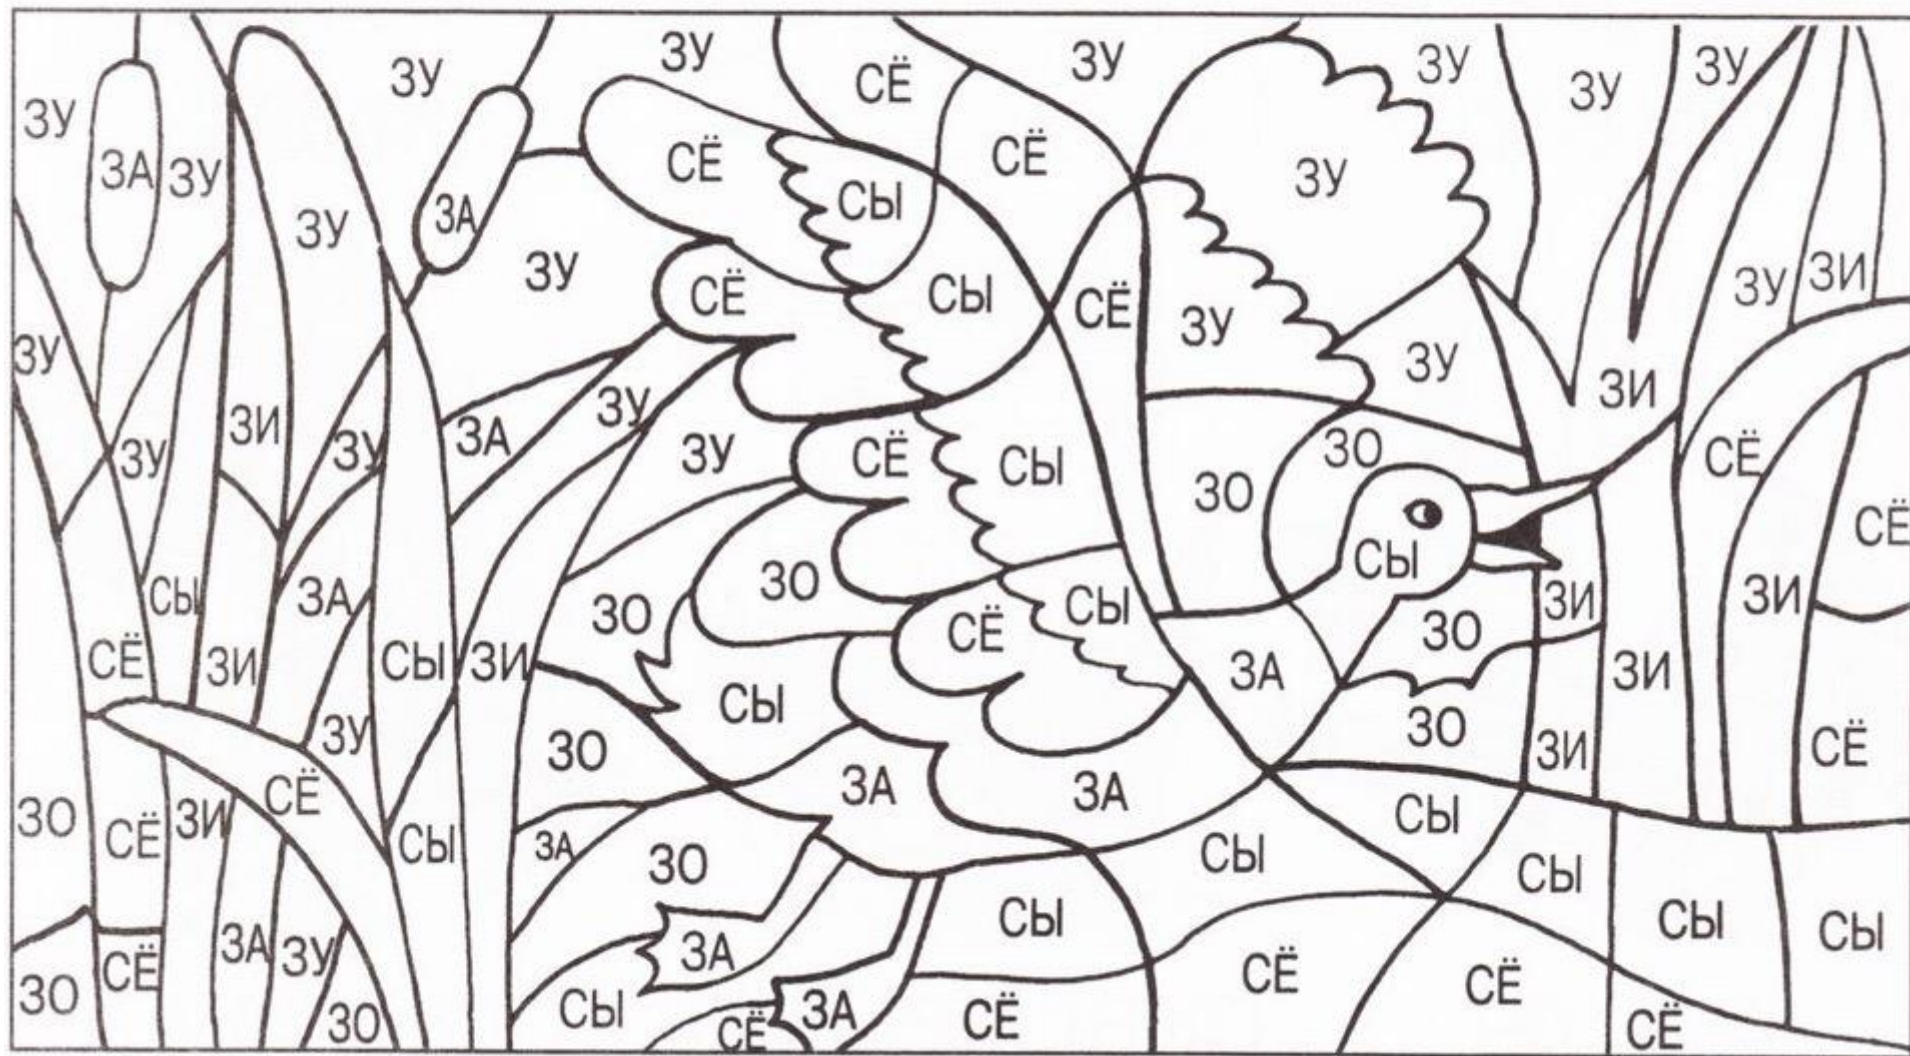 ЗУ ЗУ СЁ ЗУ ЗУ ЗУ ЗУ
ЗУ ЗА ЗУ ЗА ЗУ СЁ СЫ СЁ ЗУ
ЗУ СЁ СЫ СЁ ЗУ ЗУ ЗИ
ЗУ ЗИ ЗУ ЗА ЗУ ЗУ ЗИ
ЗУ ЗУ СЁ СЫ ЗО ЗО СЁ
СЫ ЗА ЗО ЗО СЫ СЫ ЗИ ЗИ СЁ
СЁ ЗИ СЫ ЗИ СЁ ЗА ЗО ЗИ
ЗУ ЗО СЫ ЗО ЗИ СЁ
ЗО СЁ ЗИ СЁ СЫ ЗА ЗА СЫ
ЗА ЗО СЫ СЫ
ЗА ЗУ ЗА СЫ СЫ СЫ
ЗО СЁ ЗО СЫ СЁ ЗА СЁ СЁ СЁ СЁ